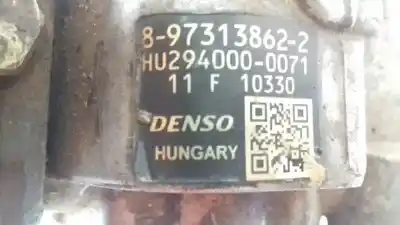 8-97313862-2
HU294000-0071
11 F 10330
DENSO
HUNGARY